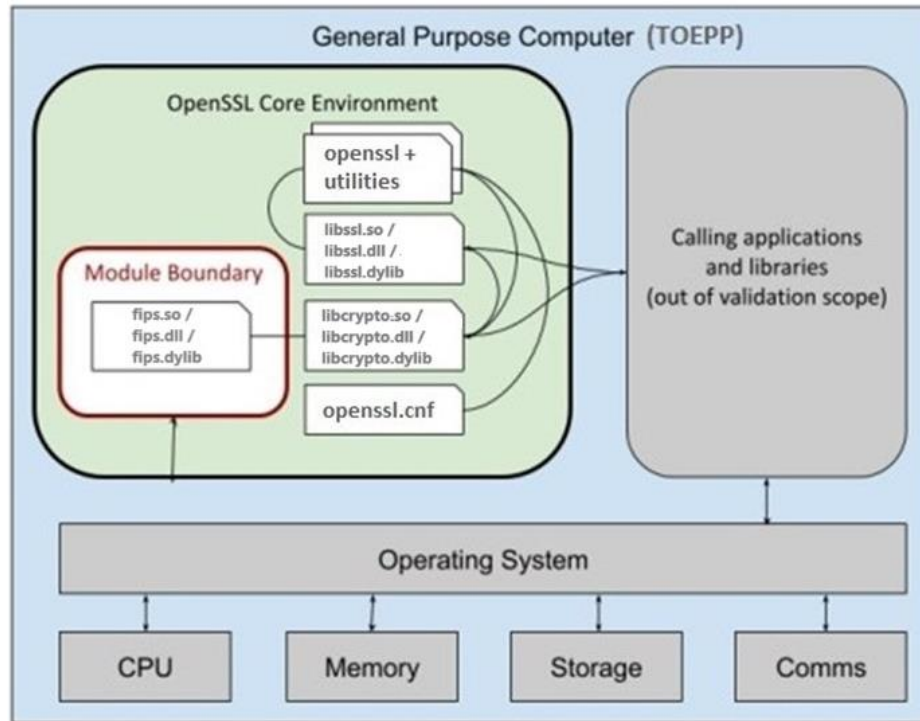 General Purpose Computer (TOEPP)
OpenSSL Core Environment
openssl +
utilities
libssl.so /
libssl.dll /
libssl.dylib
Module Boundary
fips.so /
fips.dll /
fips.dylib
libcrypto.so /
libcrypto.dll /
libcrypto.dylib
openssl.cnf
Calling applications
and libraries
(out of validation scope)
Operating System
CPU
Memory
Storage
Comms